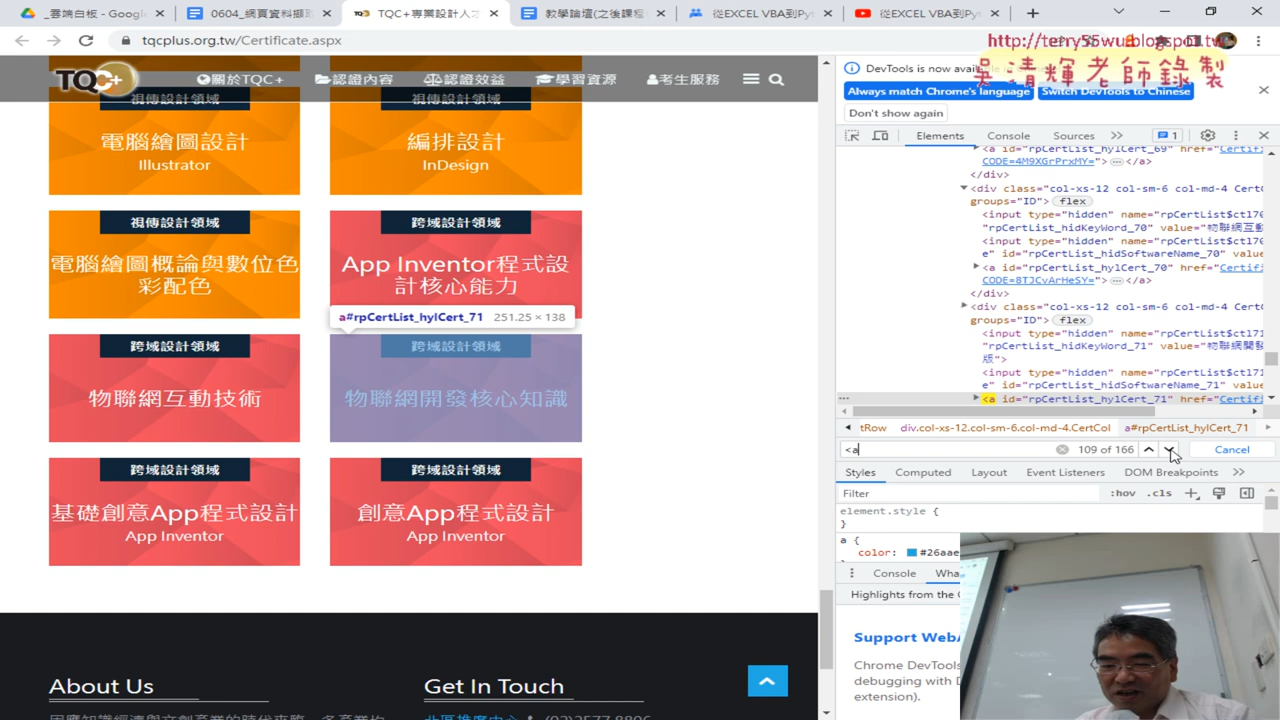 _雲端白板 - Google
0604_網頁資料擷取
TQC+專業設計人才
教學論壇(之後課程
從EXCEL VBA到Pyt
從EXCEL VBA到Pyt
tqcplus.org.tw/Certificate.aspx
http://terry55wu.blogspot.tw
吳清輝老師錄製
TQC+
關於TQC+
認證內容
認證效益
學習資源
考生服務
視傳設計領域
電腦繪圖設計
Illustrator
視傳設計領域
編排設計
InDesign
視傳設計領域
電腦繪圖概論與數位色
彩配色
跨域設計領域
App Inventor程式設
計核心能力
a#rpCertList_hylCert_71 251.25 × 138
跨域設計領域
物聯網互動技術
跨域設計領域
物聯網開發核心知識
跨域設計領域
基礎創意App程式設計
App Inventor
跨域設計領域
創意App程式設計
App Inventor
About Us
Get In Touch
DevTools is now avai
Always match Chrome's language
Switch DevTools to Chinese
Don't show again
Elements
Console
Sources
1
<a id="rpCertList_hylCert_69" href="Certifi
CODE=4M9XGrPrxMY=">…</a>
</div>
<div class="col-xs-12 col-sm-6 col-md-4 CertC
groups="ID"> flex
<input type="hidden" name="rpCertList$ctl70
"rpCertList_hidKeyWord_70" value="物聯網互動
<input type="hidden" name="rpCertList$ctl70
e" id="rpCertList_hidSoftwareName_70" value
<a id="rpCertList_hylCert_70" href="Certifi
CODE=8TJCvArHeSY=">…</a>
</div>
<div class="col-xs-12 col-sm-6 col-md-4 CertC
groups="ID"> flex
<input type="hidden" name="rpCertList$ctl71
"rpCertList_hidKeyWord_71" value="物聯網開發
版">
<input type="hidden" name="rpCertList$ctl71
e" id="rpCertList_hidSoftwareName_71" value
<a id="rpCertList_hylCert_71" href="Certifi
tRow
div.col-xs-12.col-sm-6.col-md-4.CertCol
a#rpCertList_hylCert_71
<a
109 of 166
Cancel
Styles
Computed
Layout
Event Listeners
DOM Breakpoints
Filter
:hov .cls
element.style {
}
a {
color: #26aae
Console
Wha
Highlights from the C
Support WebA
Chrome DevTools
debugging with D
extension).